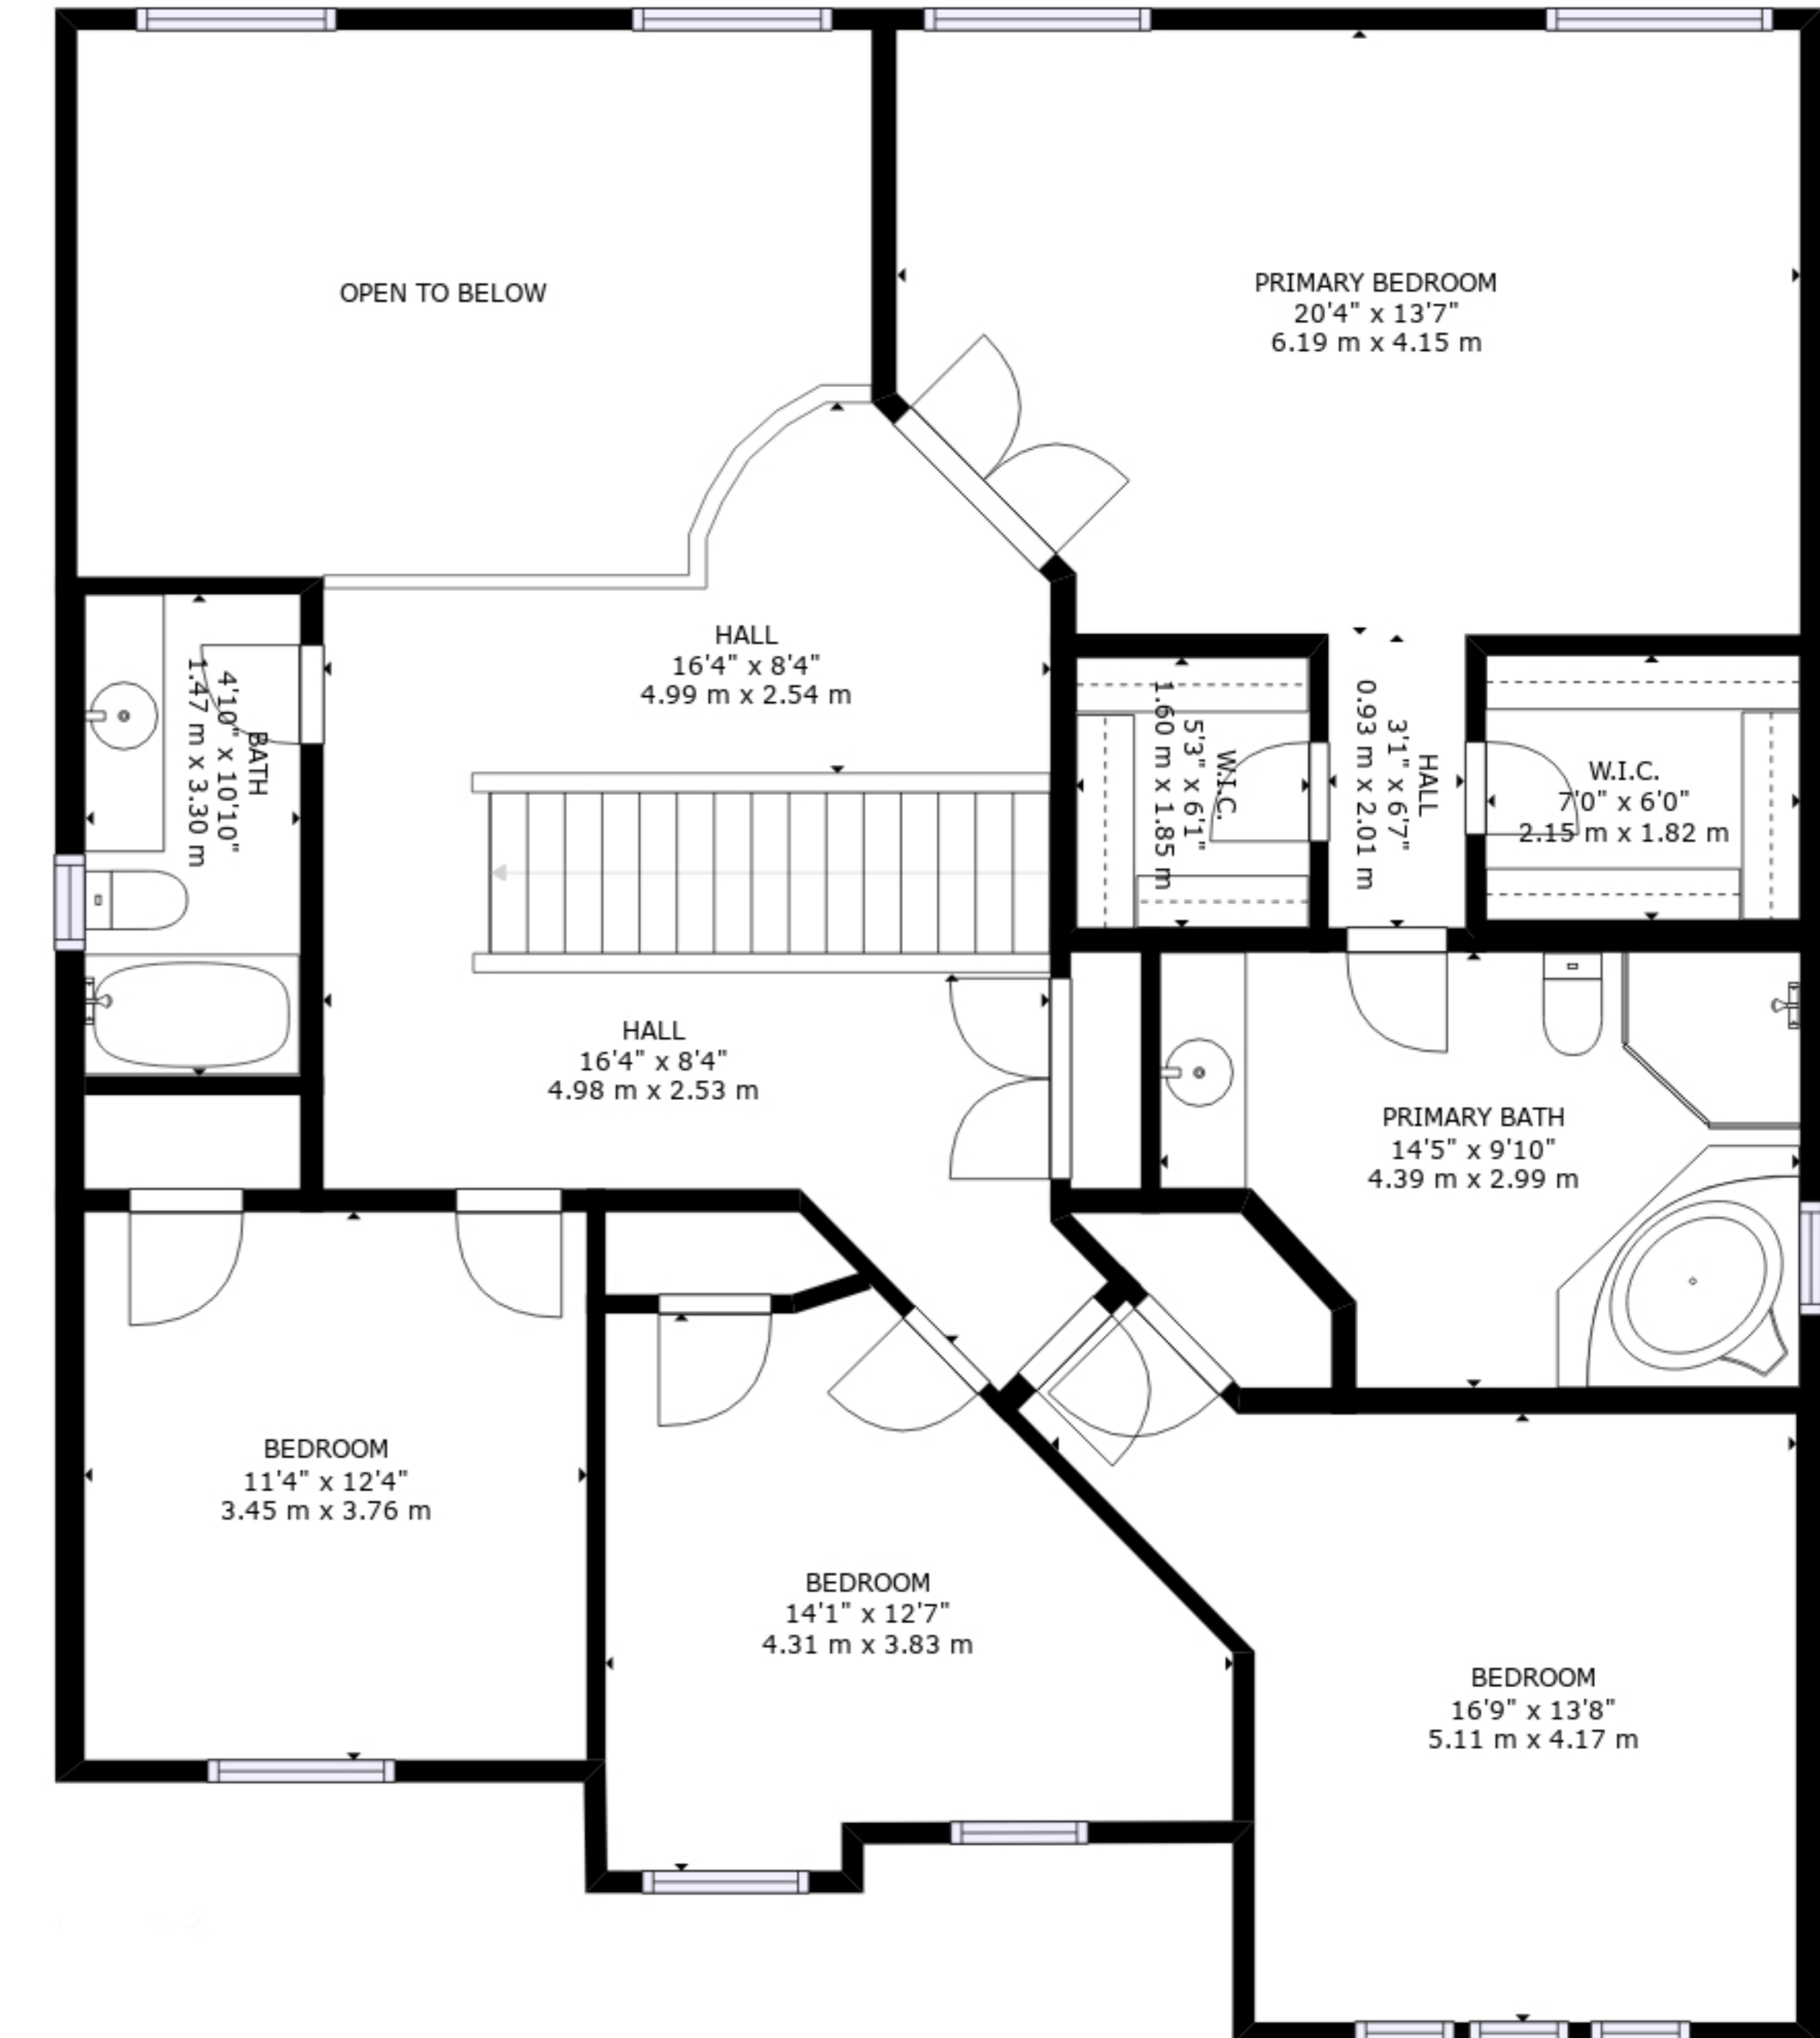 OPEN TO BELOW
PRIMARY BEDROOM
20'4" x 13'7"
6.19 m x 4.15 m
HALL
16'4" x 8'4"
4.99 m x 2.54 m
BATH
4'10" x 10'10"
1.47 m x 3.30 m
W.I.C.
5'3" x 6'1"
1.60 m x 1.85 m
HALL
3'1" x 6'7"
0.93 m x 2.01 m
W.I.C.
7'0" x 6'0"
2.15 m x 1.82 m
HALL
16'4" x 8'4"
4.98 m x 2.53 m
PRIMARY BATH
14'5" x 9'10"
4.39 m x 2.99 m
BEDROOM
11'4" x 12'4"
3.45 m x 3.76 m
BEDROOM
14'1" x 12'7"
4.31 m x 3.83 m
BEDROOM
16'9" x 13'8"
5.11 m x 4.17 m